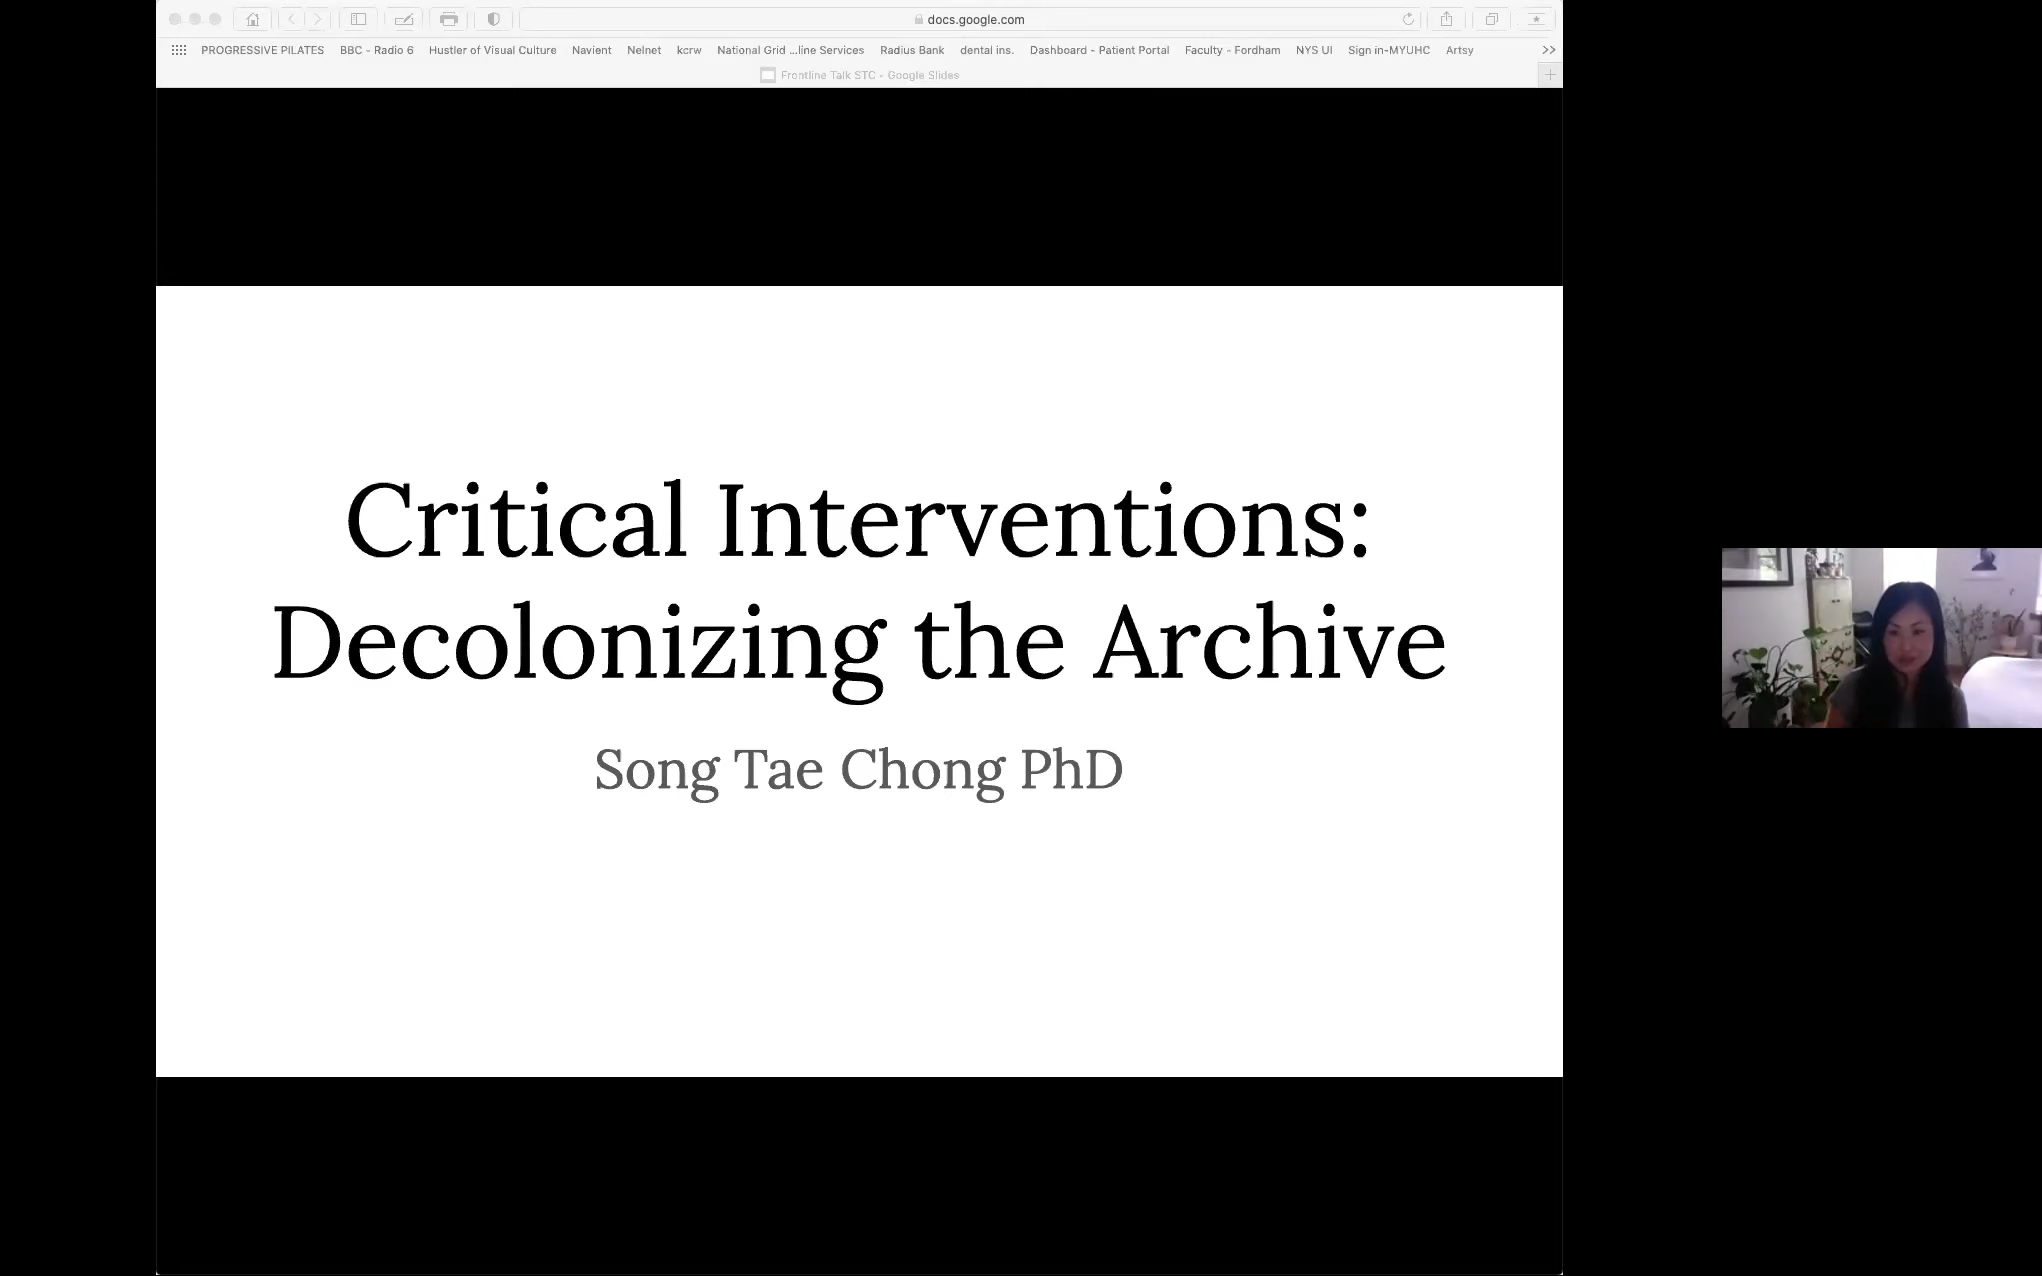 docs.google.com
PROGRESSIVE PILATES BBC - Radio 6 Hustler of Visual Culture Navient Nelnet kcrw National Grid ...line Services Radius Bank dental ins. Dashboard - Patient Portal Faculty - Fordham NYS UI Sign in-MYUHC Artsy >>
Frontline Talk STC - Google Slides
Critical Interventions:
Decolonizing the Archive
Song Tae Chong PhD